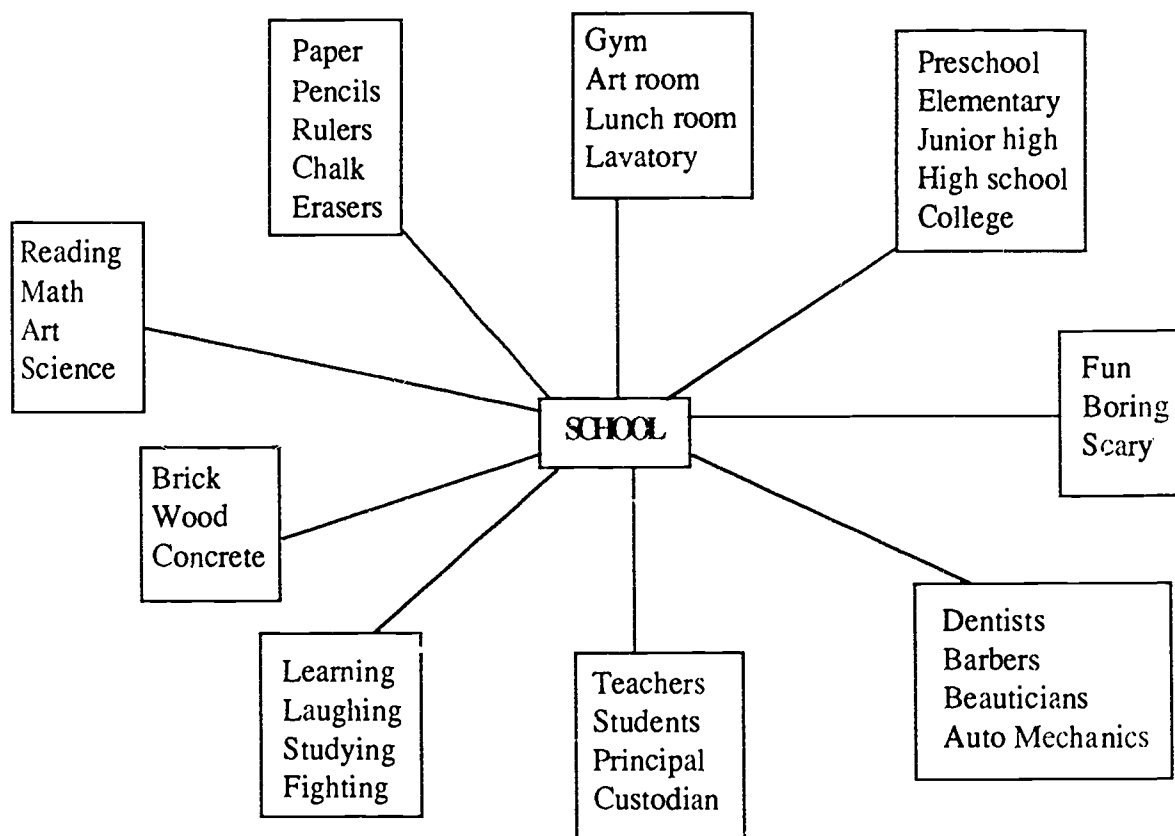 Paper
Pencils
Rulers
Chalk
Erasers
Gym
Art room
Lunch room
Lavatory
Preschool
Elementary
Junior high
High school
College
Reading
Math
Art
Science
Fun
Boring
Scary
SCHOOL
Brick
Wood
Concrete
Learning
Laughing
Studying
Fighting
Teachers
Students
Principal
Custodian
Dentists
Barbers
Beauticians
Auto Mechanics